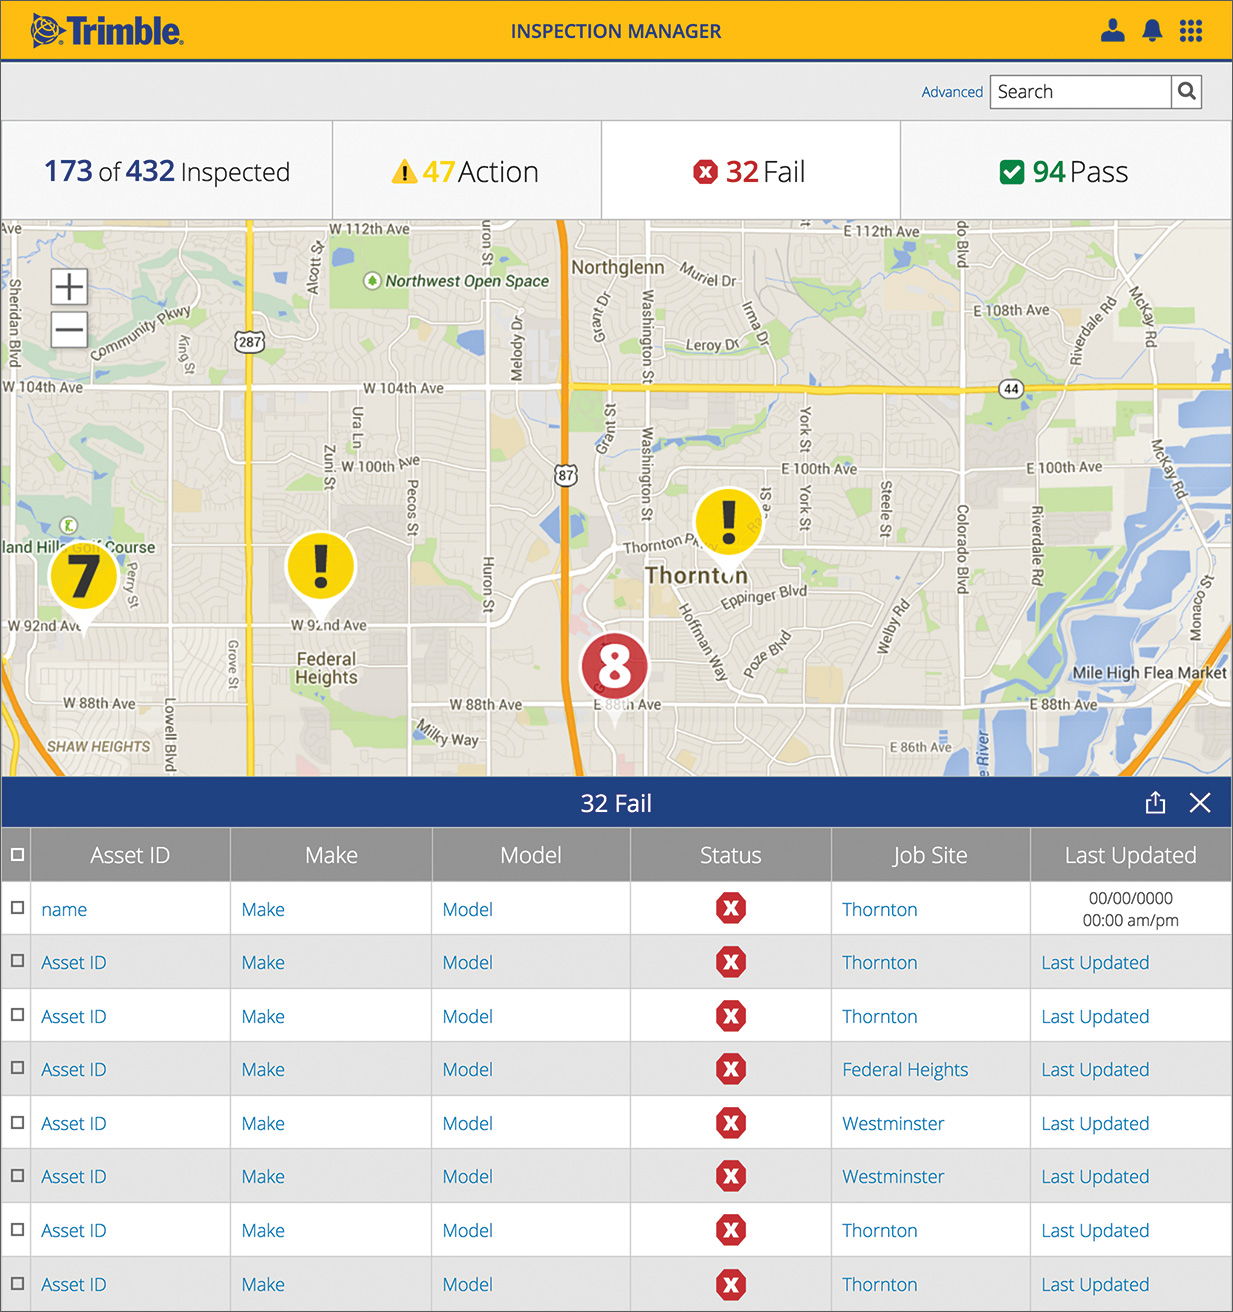 Trimble
INSPECTION MANAGER
Advanced Search
173 of 432 Inspected
47 Action
32 Fail
94 Pass
Ave
W 112th Ave
uron St
St
E 112th Ave
do Blvd
Alcott St
Northwest Open Space
Northglenn
Muriel Dr
Sheridan Blvd
Community Pkwy
King St
287
Melody Dr
Grant Dr
Washington St
Irma Dr
Leroy Dr
E 108th Ave
Riverdale Rd
McKay Rd
W 104th Ave
W 104th Ave
44
Ura Ln
Zuni St
W 100th Ave
Pecos St
87
Grant St
Washington St
York St
York St
E 100th Ave
Steele St
E 100th Ave
McKay Rd
Colorado Blvd
Riverdale Rd
land Hills Golf Course
7
Perry St
!
Huron St
Thornton Pk
!
Thornton
Eppinger Blvd
Monaco St
W 92nd Ave
W 92nd Ave
Grove St
Federal
Heights
8
Hoffman Way
Poze Blvd
Welby Rd
Mile High Flea Market
W 88th Ave
Lowell Blvd
W 88th Ave
E 88th Ave
E 88th Ave
SHAW HEIGHTS
Milky Way
E 86th Ave
e River
32 Fail
Asset ID Make Model Status Job Site Last Updated
name Make Model X Thornton 00/00/0000
00:00 am/pm
Asset ID Make Model X Thornton Last Updated
Asset ID Make Model X Thornton Last Updated
Asset ID Make Model X Federal Heights Last Updated
Asset ID Make Model X Westminster Last Updated
Asset ID Make Model X Westminster Last Updated
Asset ID Make Model X Thornton Last Updated
Asset ID Make Model X Thornton Last Updated